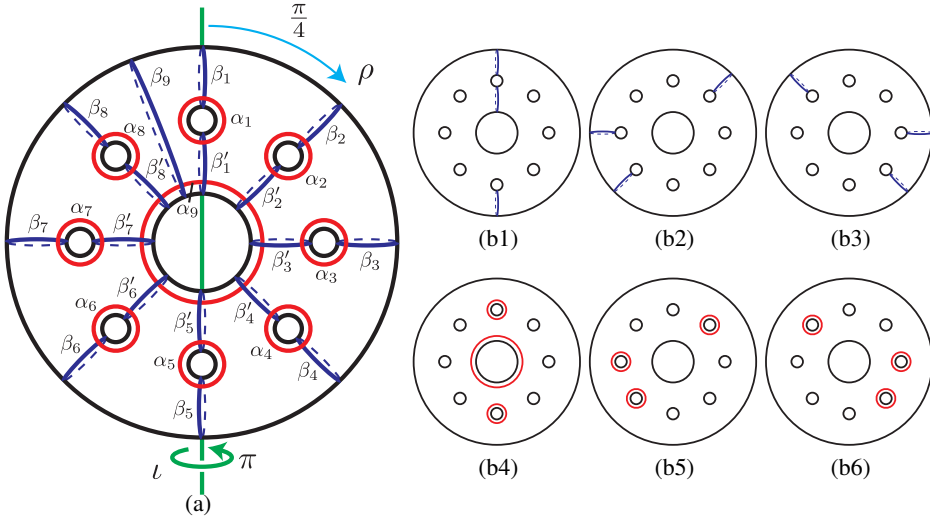 π/4
ρ
β₁
β₂
β₃
β₄
β₅
β₆
β₇
β₈
β₉
β′₁
β′₂
β′₃
β′₄
β′₅
β′₆
β′₇
β′₈
α₁
α₂
α₃
α₄
α₅
α₆
α₇
α₈
α₉
ι
π
(a)
(b1)
(b2)
(b3)
(b4)
(b5)
(b6)